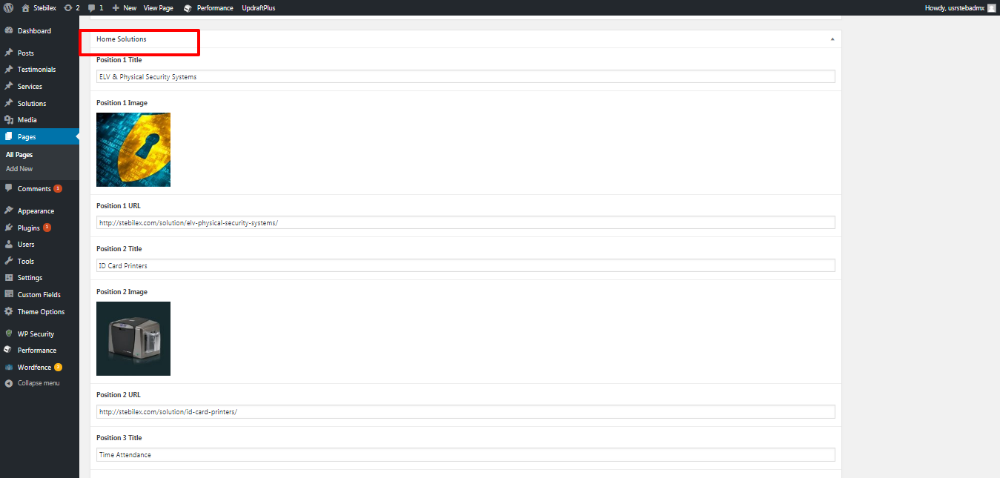 Stebilex 2 1 New View Page Performance UpdraftPlus Howdy, usrstebadmx
Dashboard
Posts
Testimonials
Services
Solutions
Media
Pages
All Pages
Add New
Comments 1
Appearance
Plugins 1
Users
Tools
Settings
Custom Fields
Theme Options
WP Security
Performance
Wordfence 2
Collapse menu
Home Solutions
Position 1 Title
ELV & Physical Security Systems
Position 1 Image
Position 1 URL
http://stebilex.com/solution/elv-physical-security-systems/
Position 2 Title
ID Card Printers
Position 2 Image
Position 2 URL
http://stebilex.com/solution/id-card-printers/
Position 3 Title
Time Attendance